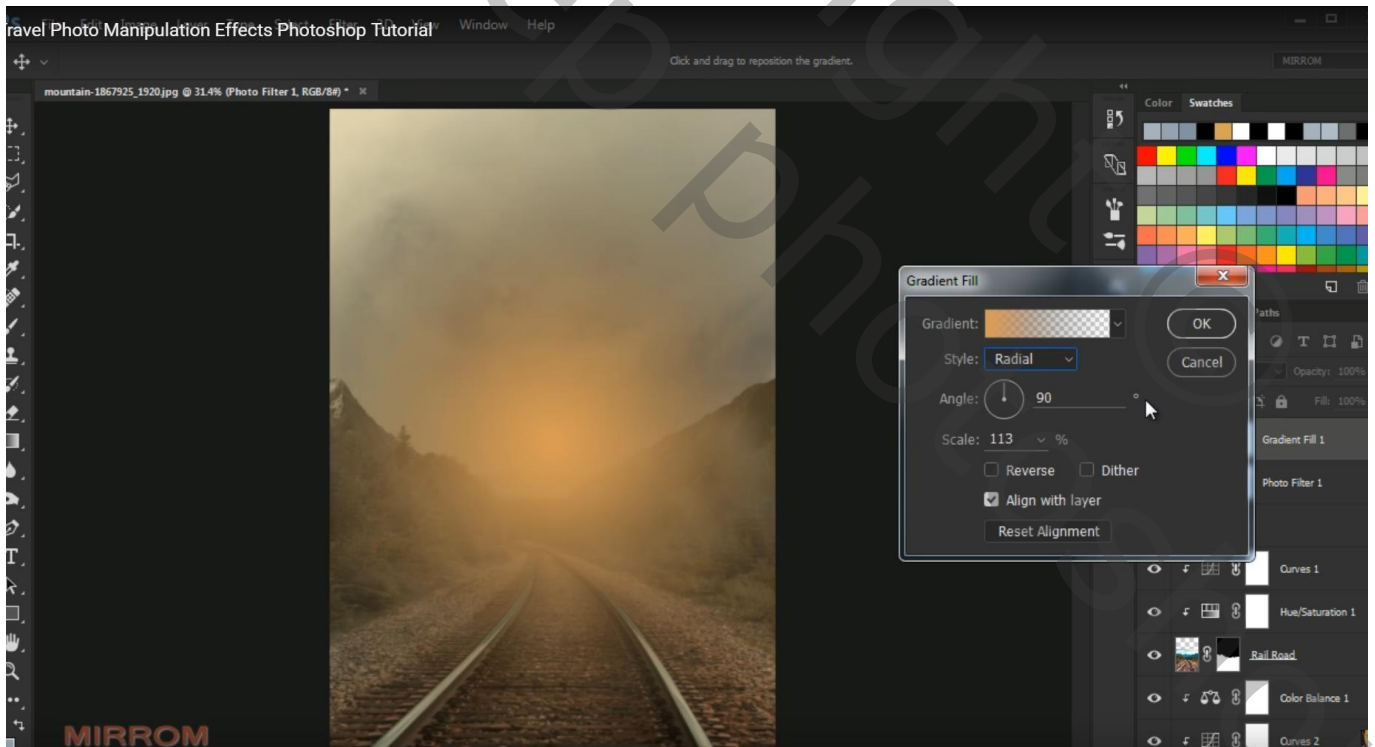 ravel Photo Manipulation Effects Photoshop Tutorial
Window Help
Click and drag to reposition the gradient.
MIRROM
mountain-1867925_1920.jpg @ 31.4% (Photo Filter 1, RGB/8#) *
Color Swatches
Gradient Fill
Gradient:
OK
Style: Radial
Cancel
Angle: 90 °
Scale: 113 %
Reverse Dither
Align with layer
Reset Alignment
Paths
Opacity: 100%
Fill: 100%
Gradient Fill 1
Photo Filter 1
Curves 1
Hue/Saturation 1
Rail Road
Color Balance 1
Curves 2
MIRROM